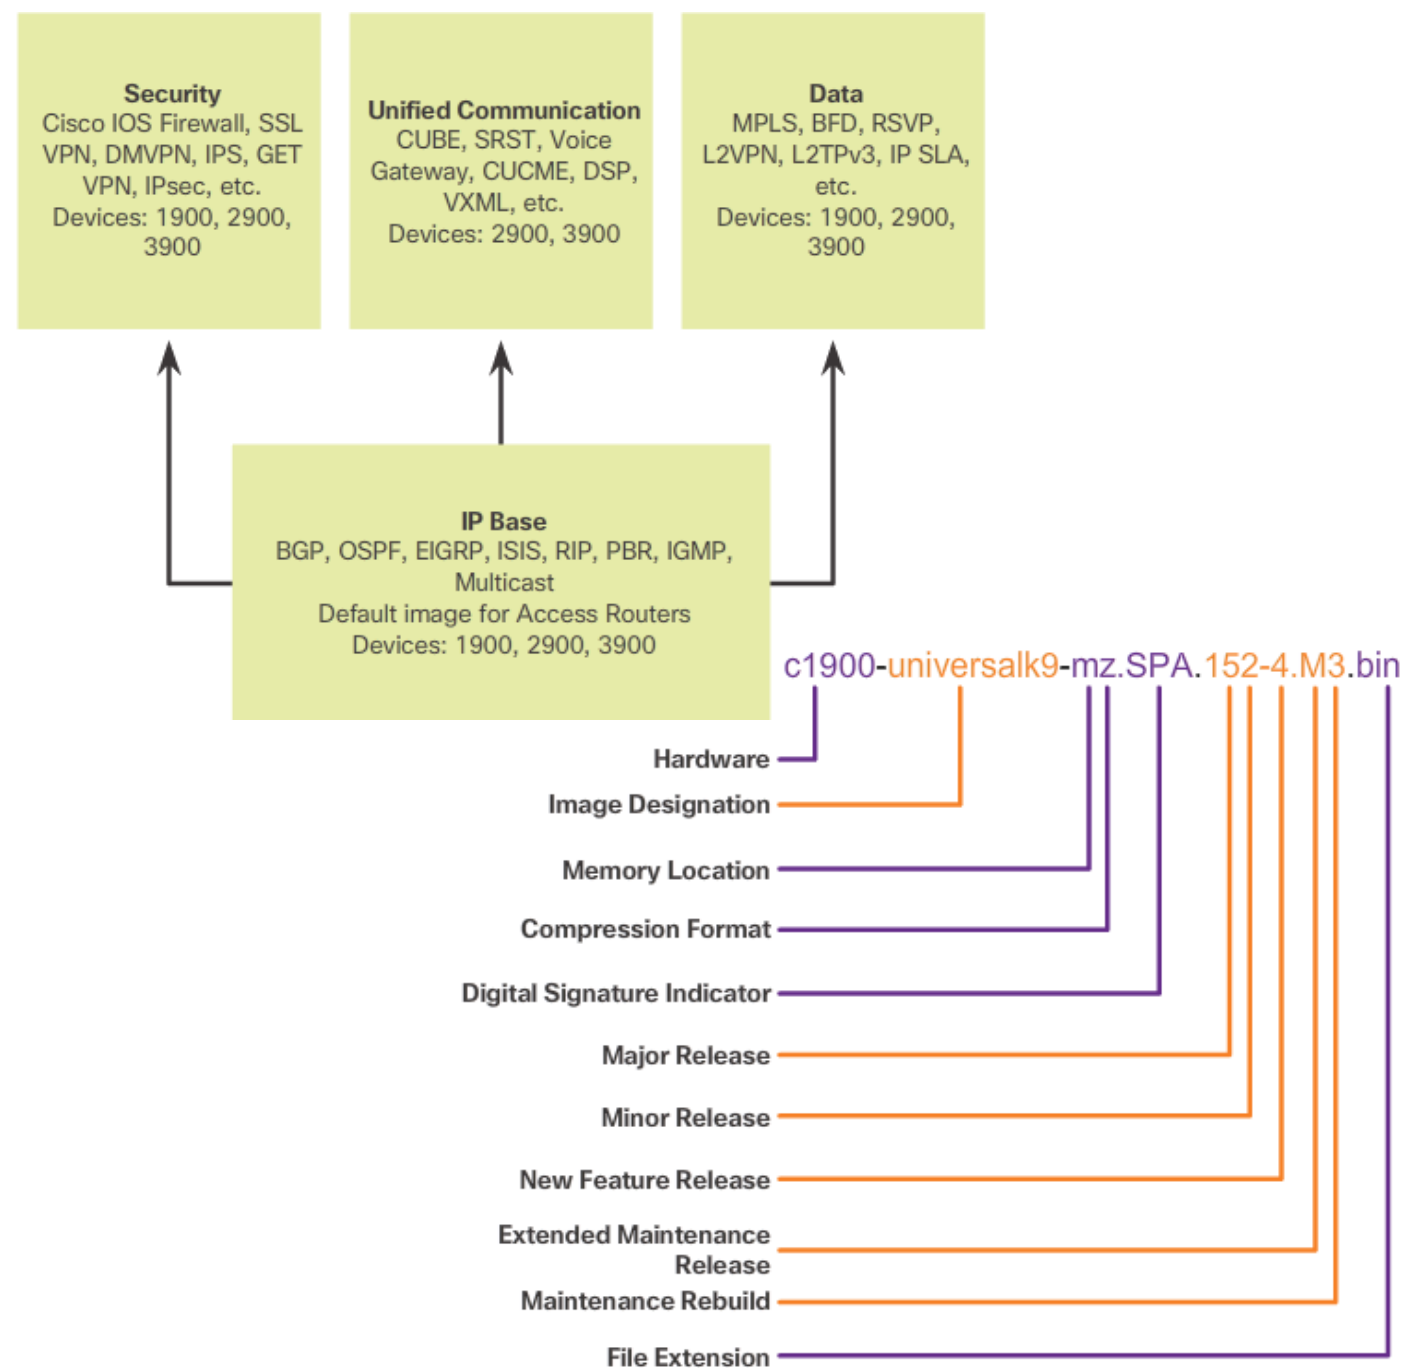 Security
Cisco IOS Firewall, SSL
VPN, DMVPN, IPS, GET
VPN, IPsec, etc.
Devices: 1900, 2900,
3900
Unified Communication
CUBE, SRST, Voice
Gateway, CUCME, DSP,
VXML, etc.
Devices: 2900, 3900
Data
MPLS, BFD, RSVP,
L2VPN, L2TPv3, IP SLA,
etc.
Devices: 1900, 2900,
3900
IP Base
BGP, OSPF, EIGRP, ISIS, RIP, PBR, IGMP,
Multicast
Default image for Access Routers
Devices: 1900, 2900, 3900
c1900-universalk9-mz.SPA.152-4.M3.bin
Hardware
Image Designation
Memory Location
Compression Format
Digital Signature Indicator
Major Release
Minor Release
New Feature Release
Extended Maintenance
Release
Maintenance Rebuild
File Extension